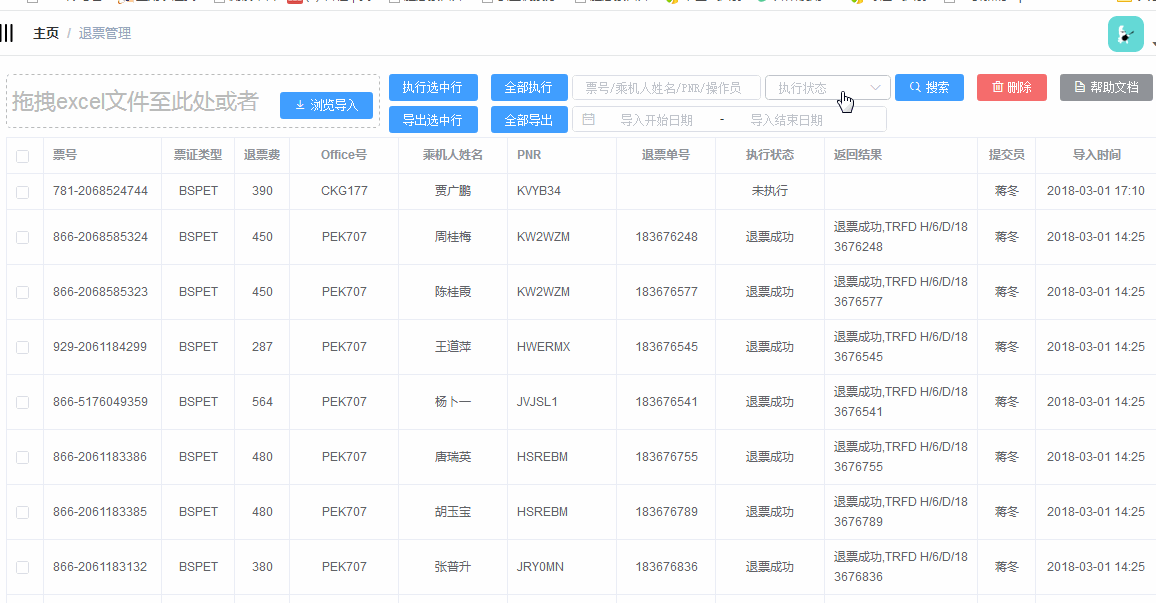 主页 / 退票管理
拖拽excel文件至此处或者 浏览导入
执行选中行 全部执行 票号/乘机人姓名/PNR/操作员 执行状态 搜索 删除 帮助文档
导出选中行 全部导出 导入开始日期 - 导入结束日期
票号 票证类型 退票费 Office号 乘机人姓名 PNR 退票单号 执行状态 返回结果 提交员 导入时间
781-2068524744 BSPET 390 CKG177 贾广鹏 KVYB34 未执行 蒋冬 2018-03-01 17:10
866-2068585324 BSPET 450 PEK707 周桂梅 KW2WZM 183676248 退票成功 退票成功,TRFD H/6/D/18 蒋冬 2018-03-01 14:25
3676248
866-2068585323 BSPET 450 PEK707 陈桂霞 KW2WZM 183676577 退票成功 退票成功,TRFD H/6/D/18 蒋冬 2018-03-01 14:25
3676577
929-2061184299 BSPET 287 PEK707 王道萍 HWERMX 183676545 退票成功 退票成功,TRFD H/6/D/18 蒋冬 2018-03-01 14:25
3676545
866-5176049359 BSPET 564 PEK707 杨卜一 JVJSL1 183676541 退票成功 退票成功,TRFD H/6/D/18 蒋冬 2018-03-01 14:25
3676541
866-2061183386 BSPET 480 PEK707 唐瑞英 HSREBM 183676755 退票成功 退票成功,TRFD H/6/D/18 蒋冬 2018-03-01 14:25
3676755
866-2061183385 BSPET 480 PEK707 胡玉宝 HSREBM 183676789 退票成功 退票成功,TRFD H/6/D/18 蒋冬 2018-03-01 14:25
3676789
866-2061183132 BSPET 380 PEK707 张普升 JRY0MN 183676836 退票成功 退票成功,TRFD H/6/D/18 蒋冬 2018-03-01 14:25
3676836